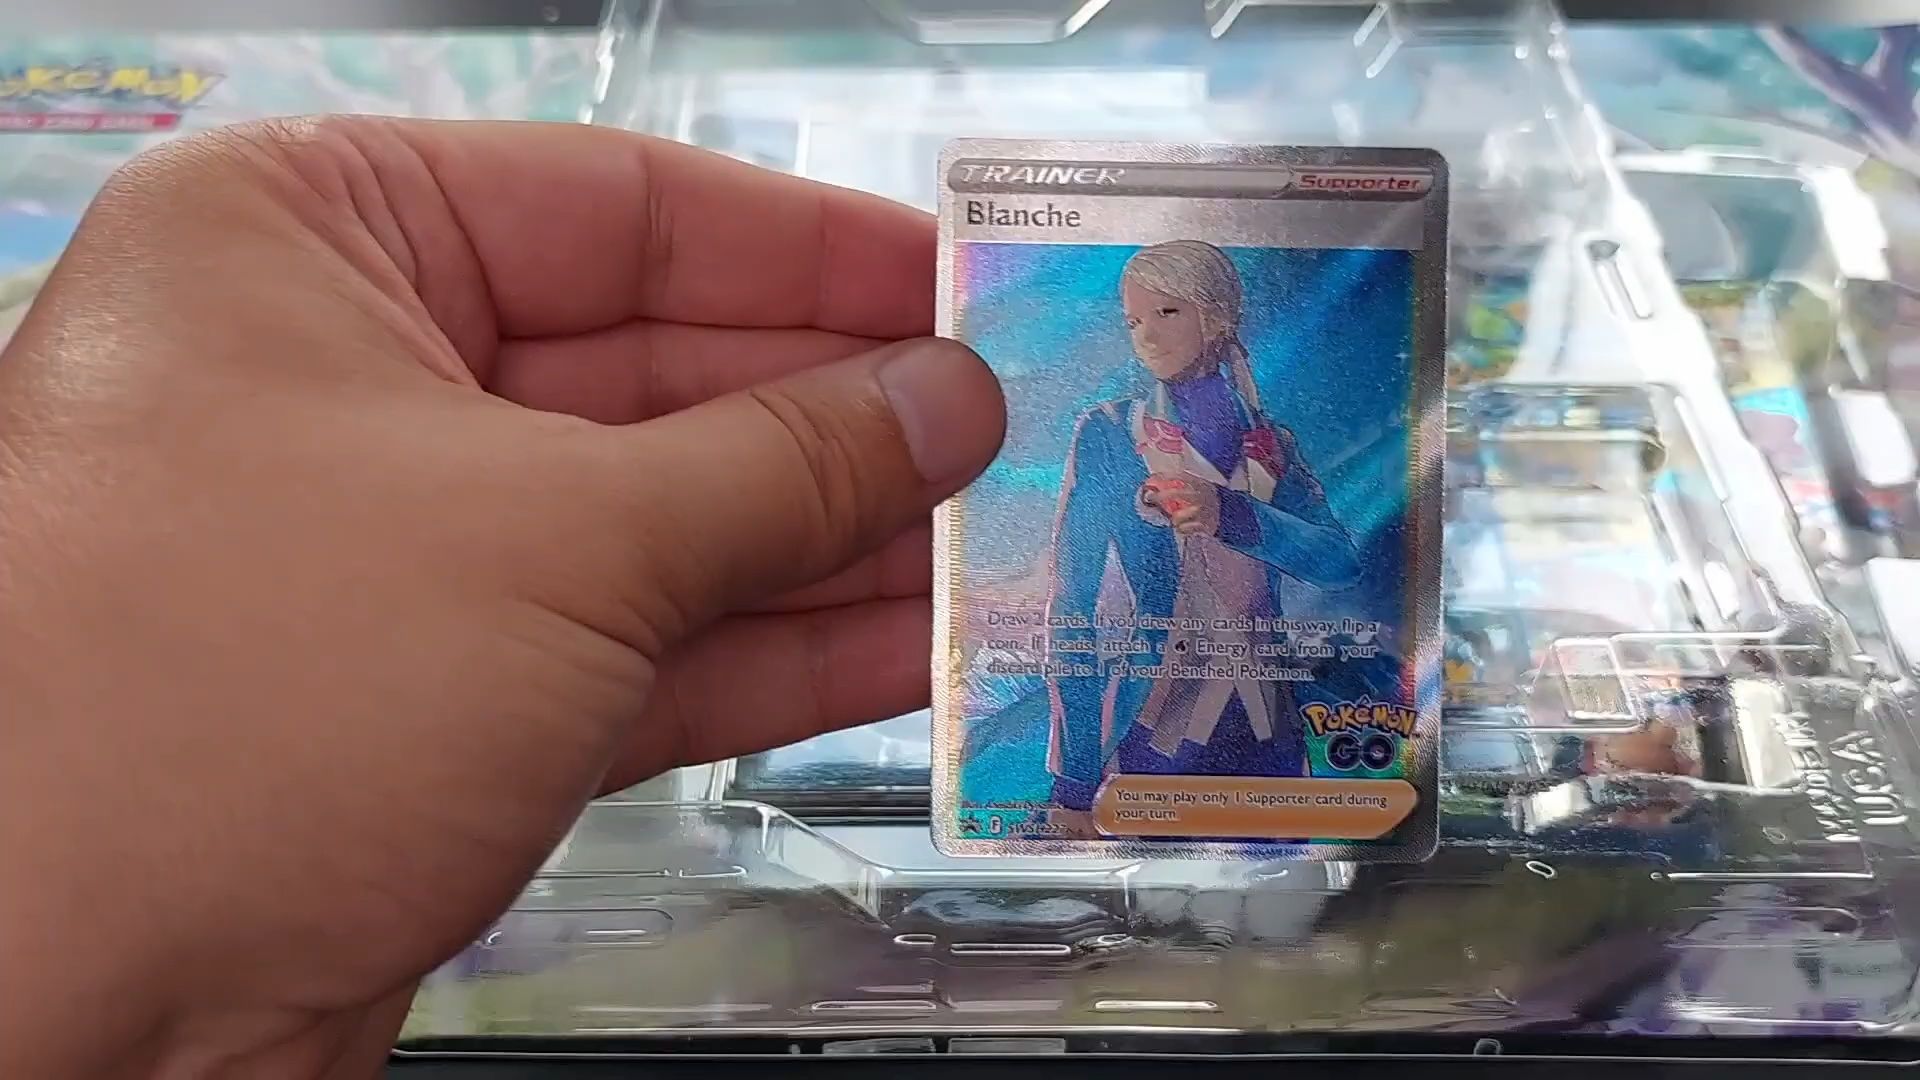 POKÉMON
TRAINER
Supporter
Blanche
Draw 2 cards. If you drew any cards in this way, flip a
coin. If heads, attach a Energy card from your
discard pile to 1 of your Benched Pokémon.
POKÉMON
GO
You may play only 1 Supporter card during
your turn.
F